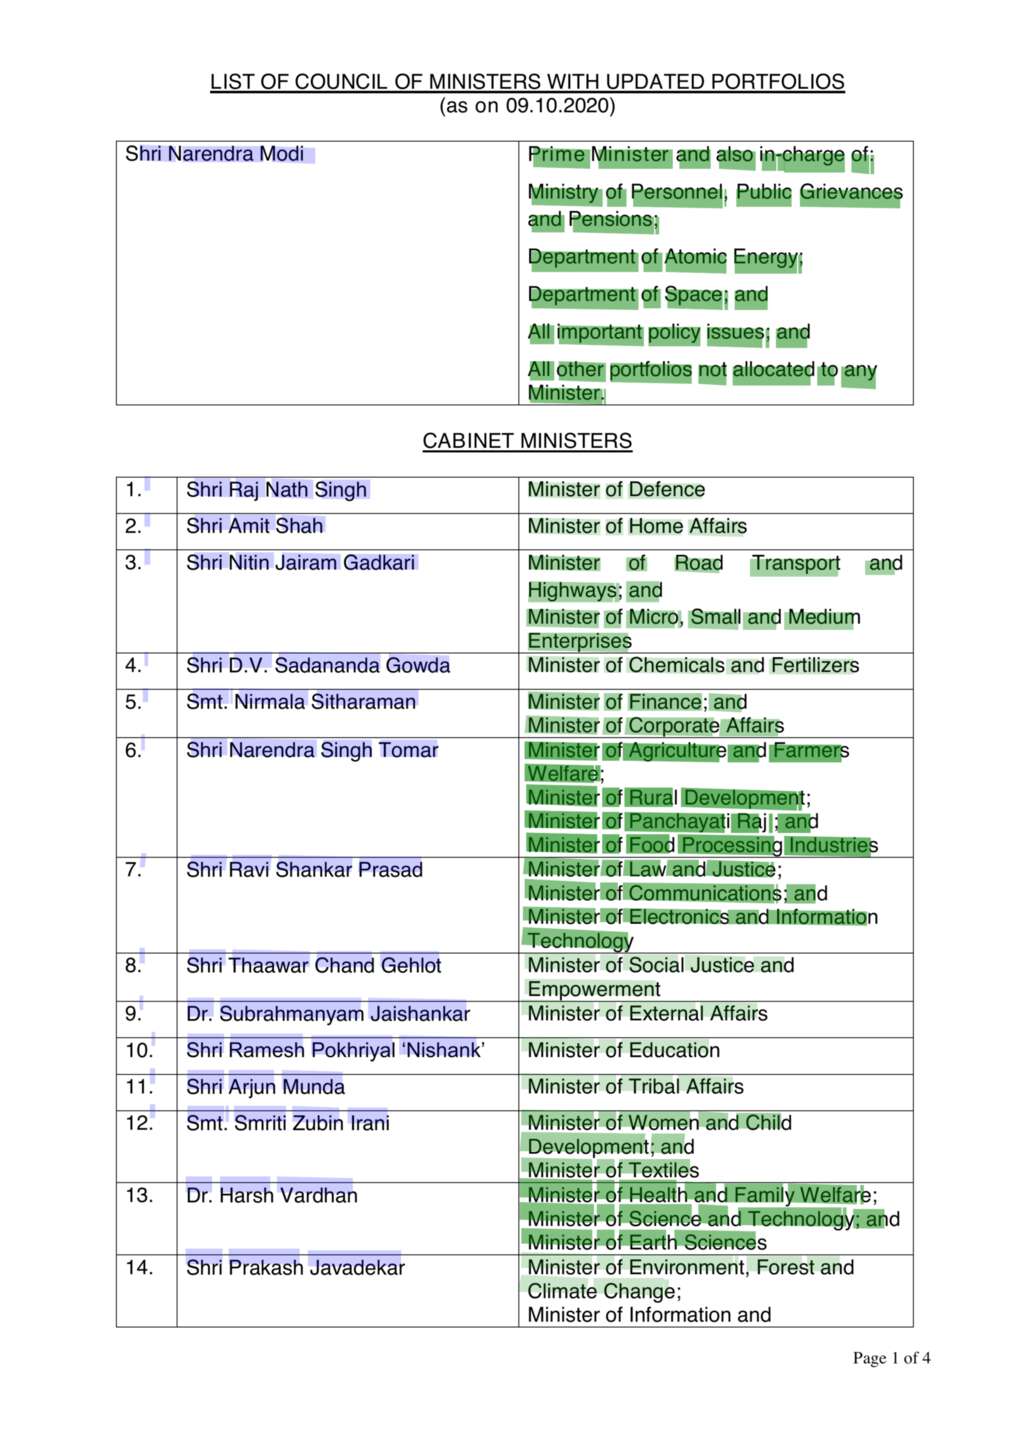 LIST OF COUNCIL OF MINISTERS WITH UPDATED PORTFOLIOS
(as on 09.10.2020)
Shri Narendra Modi
Prime Minister and also in-charge of:
Ministry of Personnel, Public Grievances
and Pensions;
Department of Atomic Energy;
Department of Space; and
All important policy issues; and
All other portfolios not allocated to any
Minister.
CABINET MINISTERS
1. Shri Raj Nath Singh Minister of Defence
2. Shri Amit Shah Minister of Home Affairs
3. Shri Nitin Jairam Gadkari Minister of Road Transport and
Highways; and
Minister of Micro, Small and Medium
Enterprises
4. Shri D.V. Sadananda Gowda Minister of Chemicals and Fertilizers
5. Smt. Nirmala Sitharaman Minister of Finance; and
Minister of Corporate Affairs
6. Shri Narendra Singh Tomar Minister of Agriculture and Farmers
Welfare;
Minister of Rural Development;
Minister of Panchayati Raj ; and
Minister of Food Processing Industries
7. Shri Ravi Shankar Prasad Minister of Law and Justice;
Minister of Communications; and
Minister of Electronics and Information
Technology
8. Shri Thaawar Chand Gehlot Minister of Social Justice and
Empowerment
9. Dr. Subrahmanyam Jaishankar Minister of External Affairs
10. Shri Ramesh Pokhriyal ‘Nishank’ Minister of Education
11. Shri Arjun Munda Minister of Tribal Affairs
12. Smt. Smriti Zubin Irani Minister of Women and Child
Development; and
Minister of Textiles
13. Dr. Harsh Vardhan Minister of Health and Family Welfare;
Minister of Science and Technology; and
Minister of Earth Sciences
14. Shri Prakash Javadekar Minister of Environment, Forest and
Climate Change;
Minister of Information and
Page 1 of 4